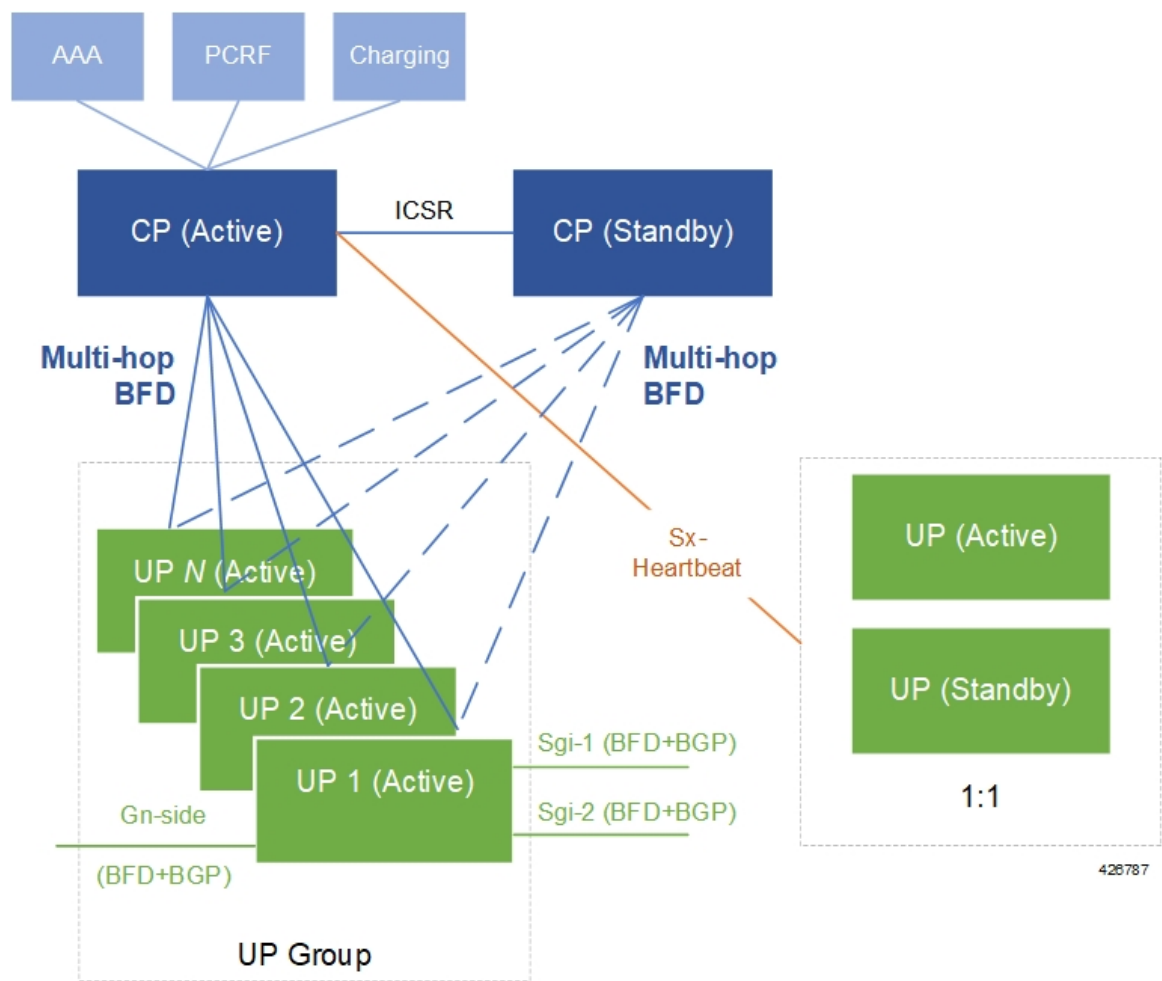 AAA
PCRF
Charging
CP (Active)
ICSR
CP (Standby)
Multi-hop
BFD
Multi-hop
BFD
UP N (Active)
UP 3 (Active)
UP 2 (Active)
UP 1 (Active)
Sx-
Heartbeat
UP (Active)
UP (Standby)
1:1
Sgi-1 (BFD+BGP)
Sgi-2 (BFD+BGP)
Gn-side
(BFD+BGP)
UP Group
426787